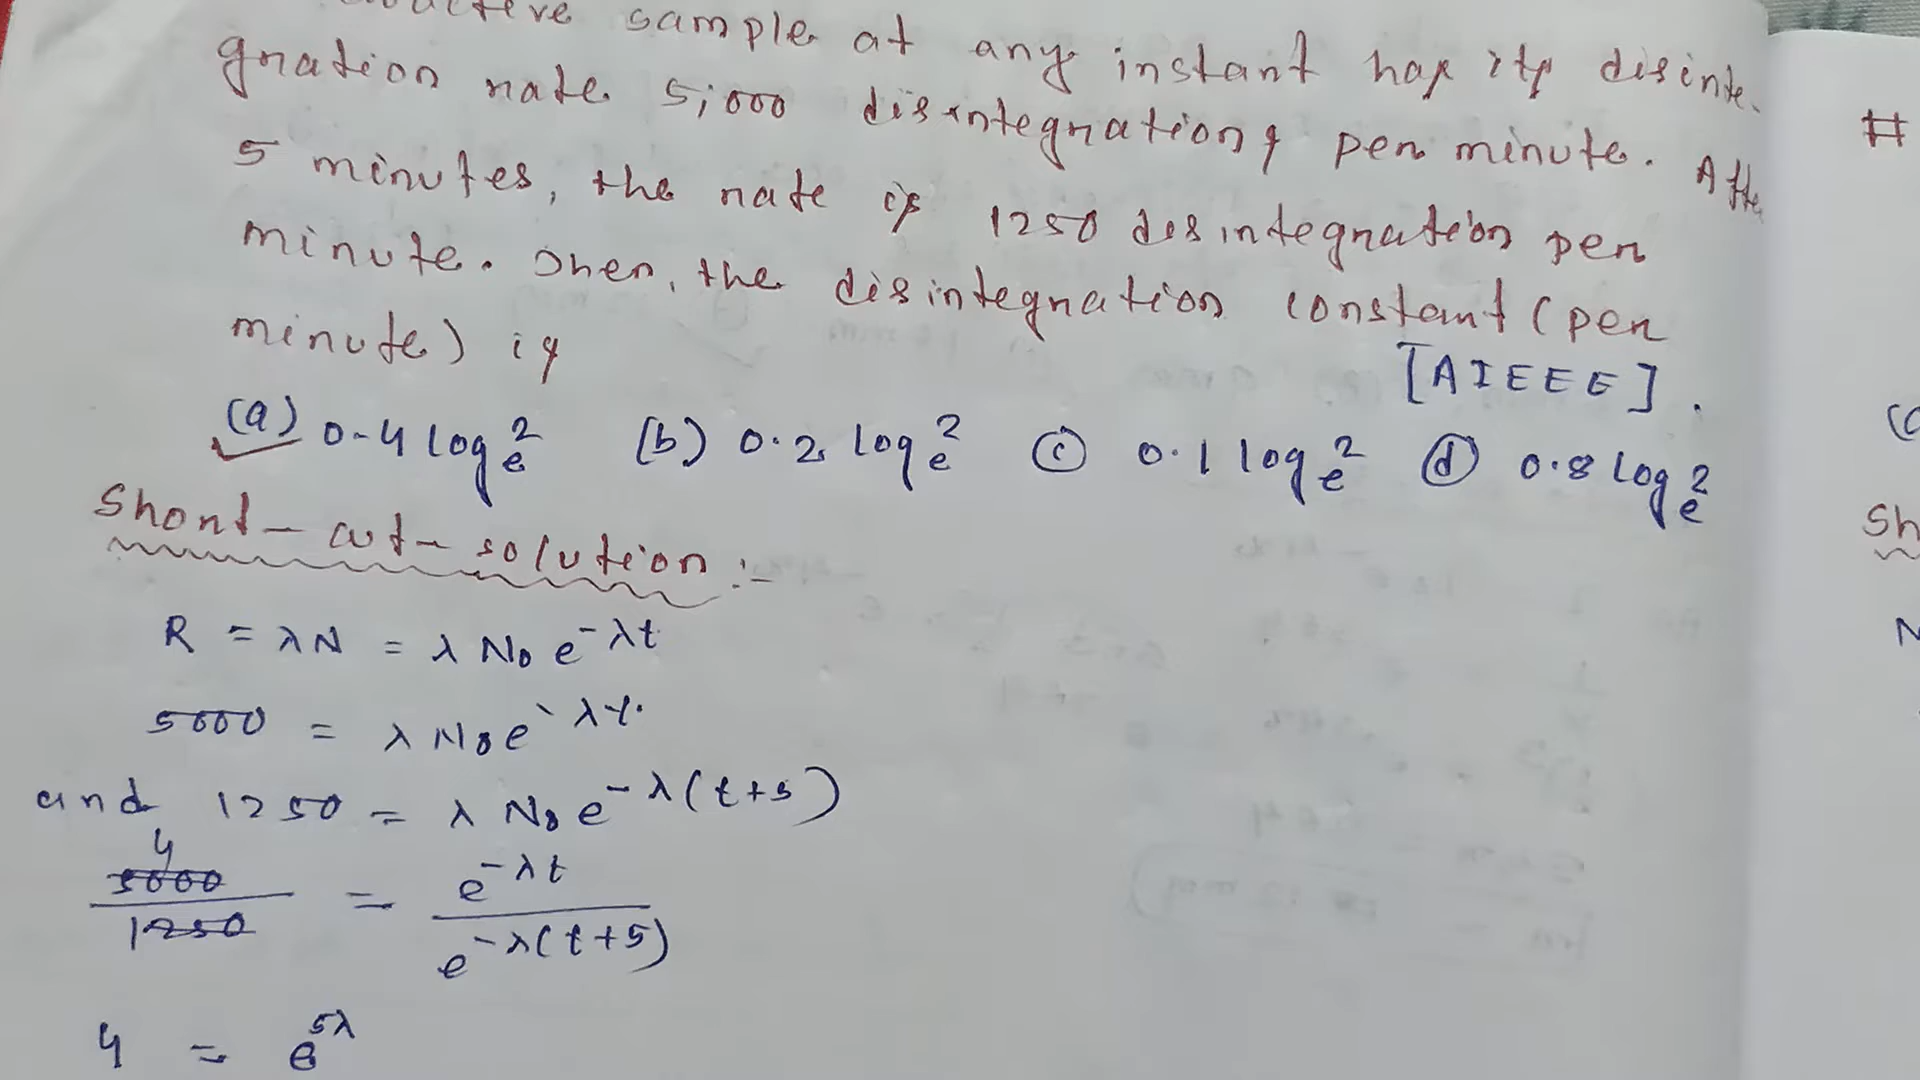 sample at any instant has its disinte-
gration rate 5,000 disintegrations per minute. Afte
5 minutes, the rate is 1250 disintegration per
minute. Then, the disintegration constant (per
minute) is
[AIEEE].
(a) 0.4 logₑ2 (b) 0.2 logₑ2 (c) 0.1 logₑ2 (d) 0.8 logₑ2
Short-cut-solution :-
R = λN = λ N₀ e^-λt
5000 = λ N₀ e^-λt
and 1250 = λ N₀ e^-λ(t+5)
4
5000/1250 = e^-λt / e^-λ(t+5)
4 = e^5λ
#
(
Sh
N